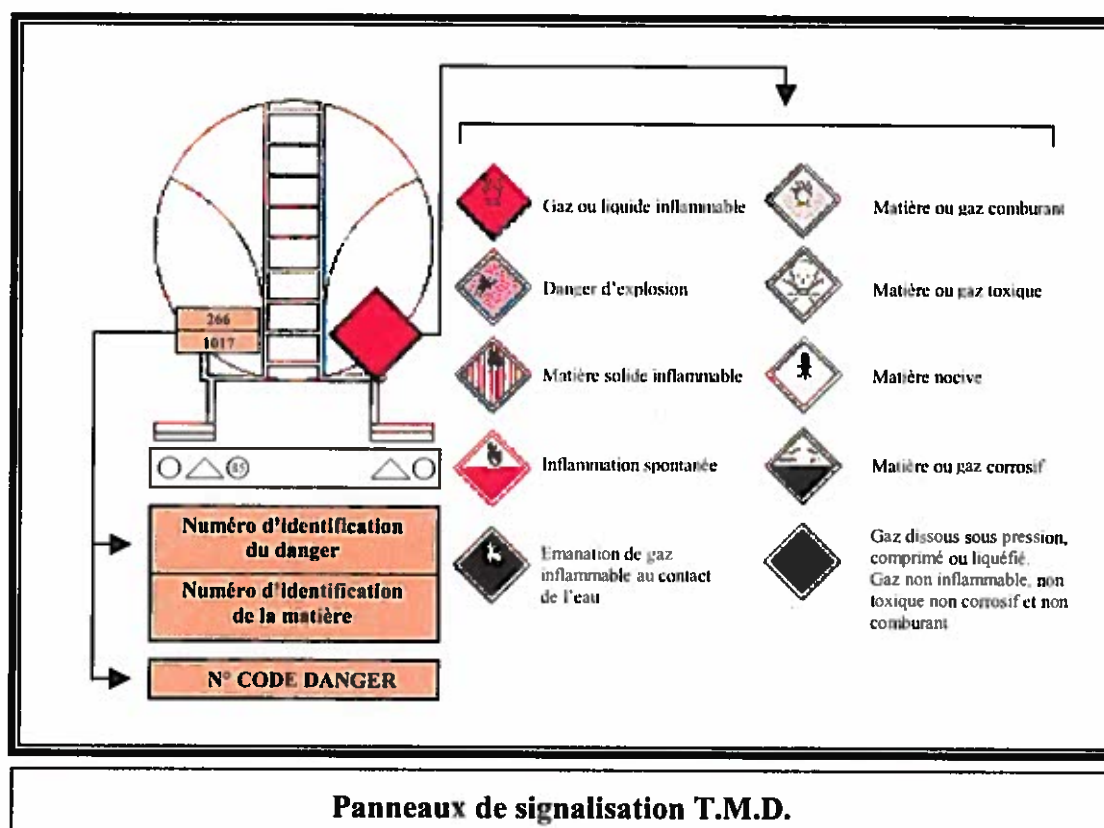 266
1017
85
Numéro d'identification
du danger
Numéro d'identification
de la matière
N° CODE DANGER
Gaz ou liquide inflammable
Danger d'explosion
Matière solide inflammable
Inflammation spontanée
Emanation de gaz
inflammable au contact
de l'eau
Matière ou gaz comburant
Matière ou gaz toxique
Matière nocive
Matière ou gaz corrosif
Gaz dissous sous pression,
comprimé ou liquéfié.
Gaz non inflammable, non
toxique non corrosif et non
comburant
Panneaux de signalisation T.M.D.